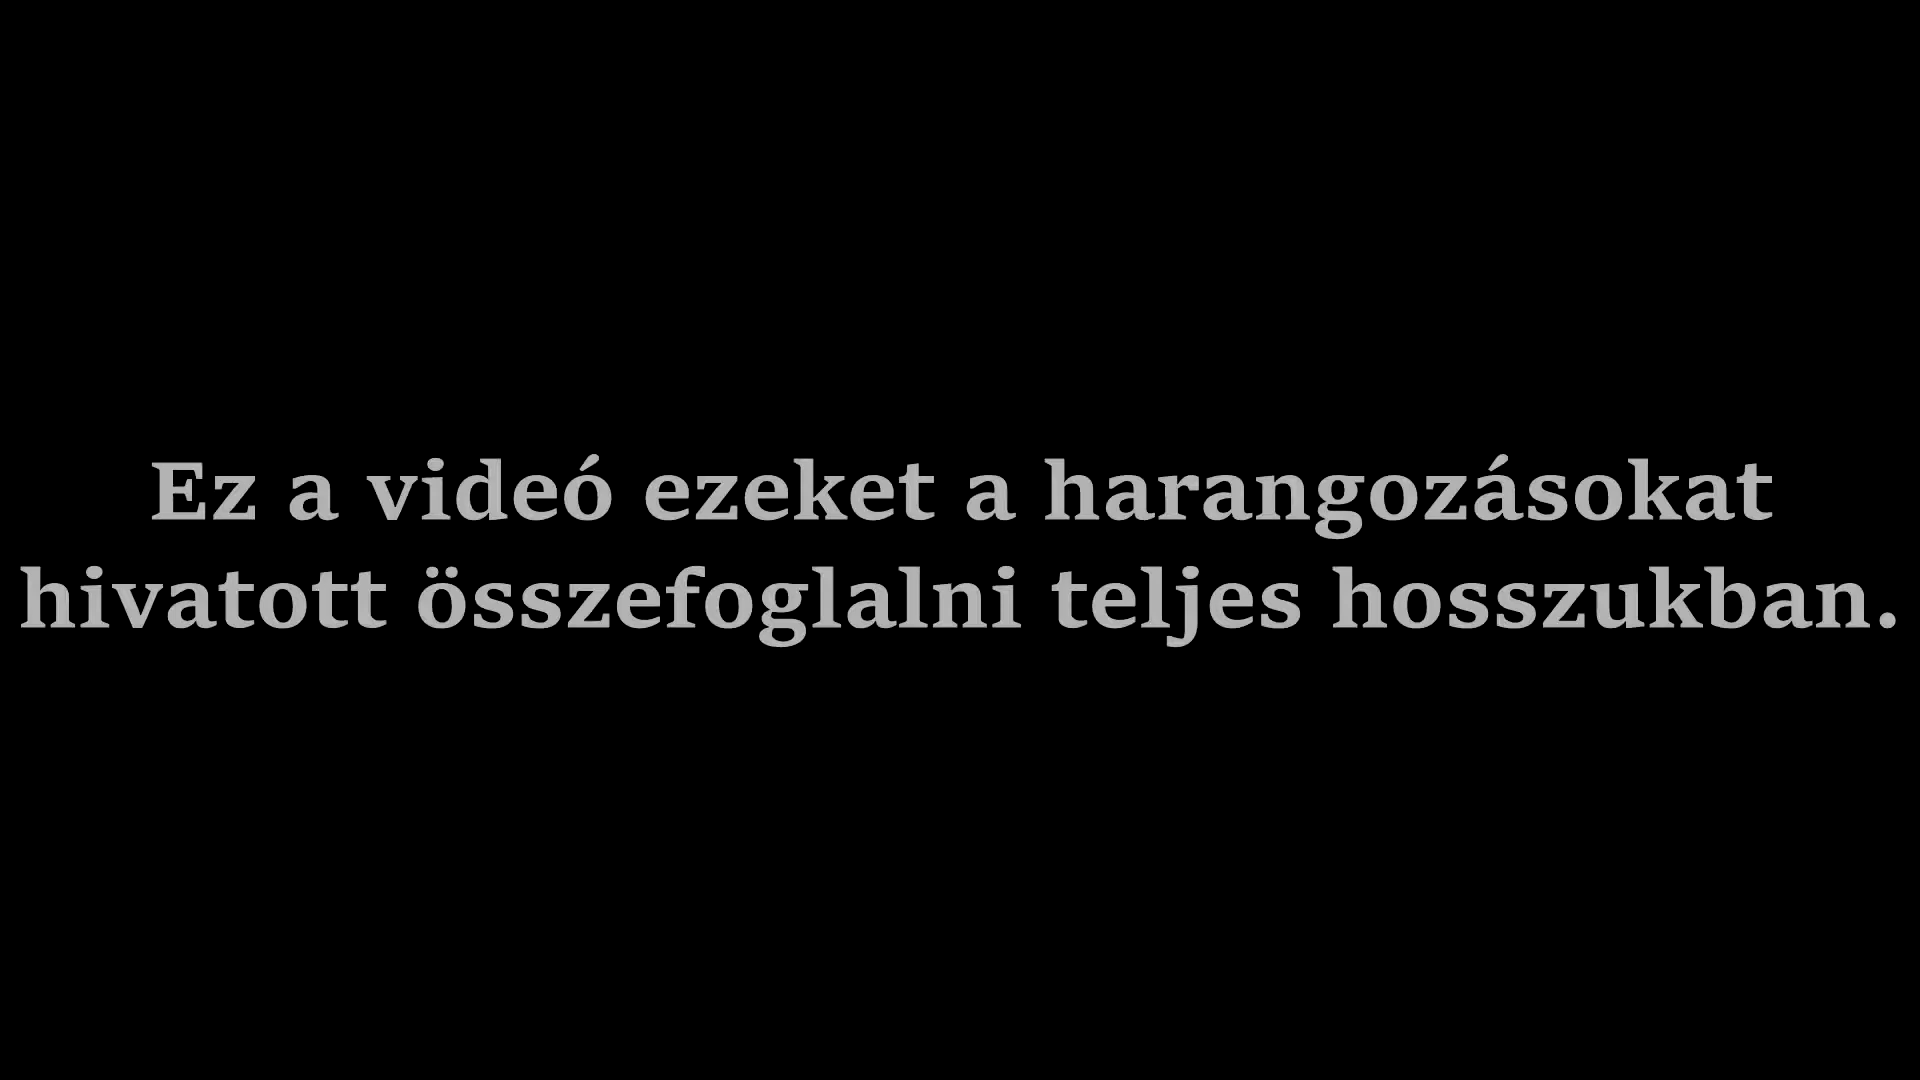 Ez a videó ezeket a harangozásokat
hivatott összefoglalni teljes hosszukban.